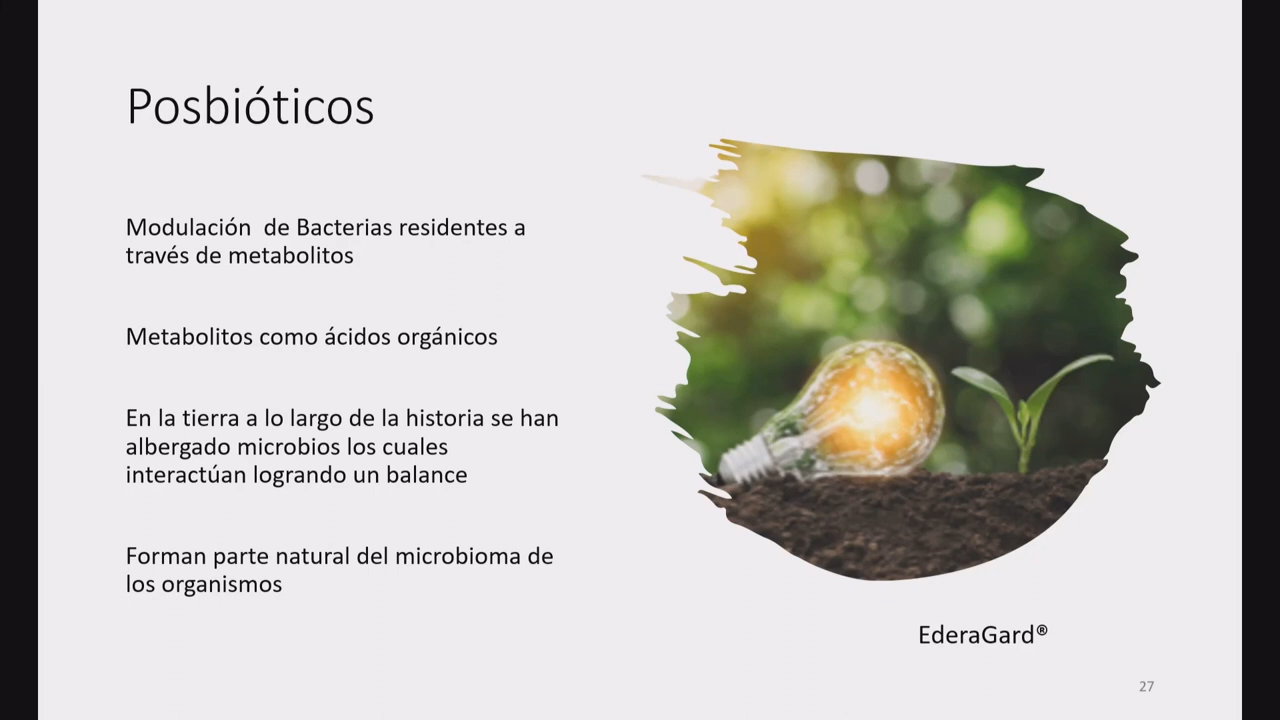 Posbióticos
Modulación  de Bacterias residentes a
través de metabolitos
Metabolitos como ácidos orgánicos
En la tierra a lo largo de la historia se han
albergado microbios los cuales
interactúan logrando un balance
Forman parte natural del microbioma de
los organismos
EderaGard®
27